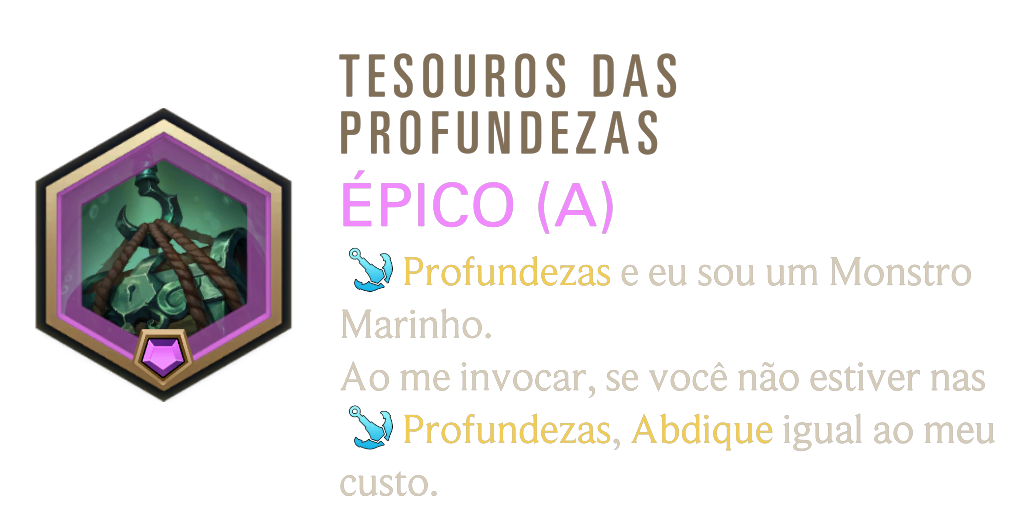 TESOUROS DAS
PROFUNDEZAS
ÉPICO (A)
Profundezas e eu sou um Monstro
Marinho.
Ao me invocar, se você não estiver nas
Profundezas, Abdique igual ao meu
custo.